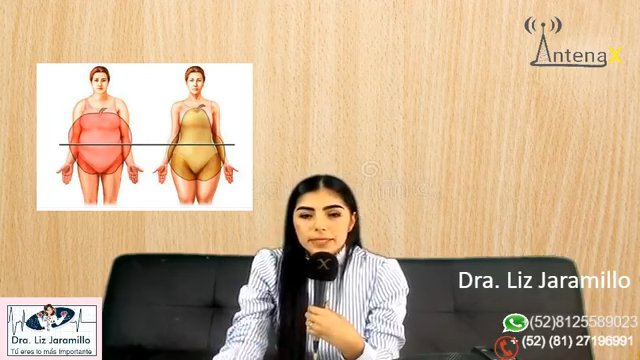 AntenaX
X
Dra. Liz Jaramillo
(52)8125589023
+ (52) (81) 27196991
Dra. Liz Jaramillo
Tú eres lo más importante